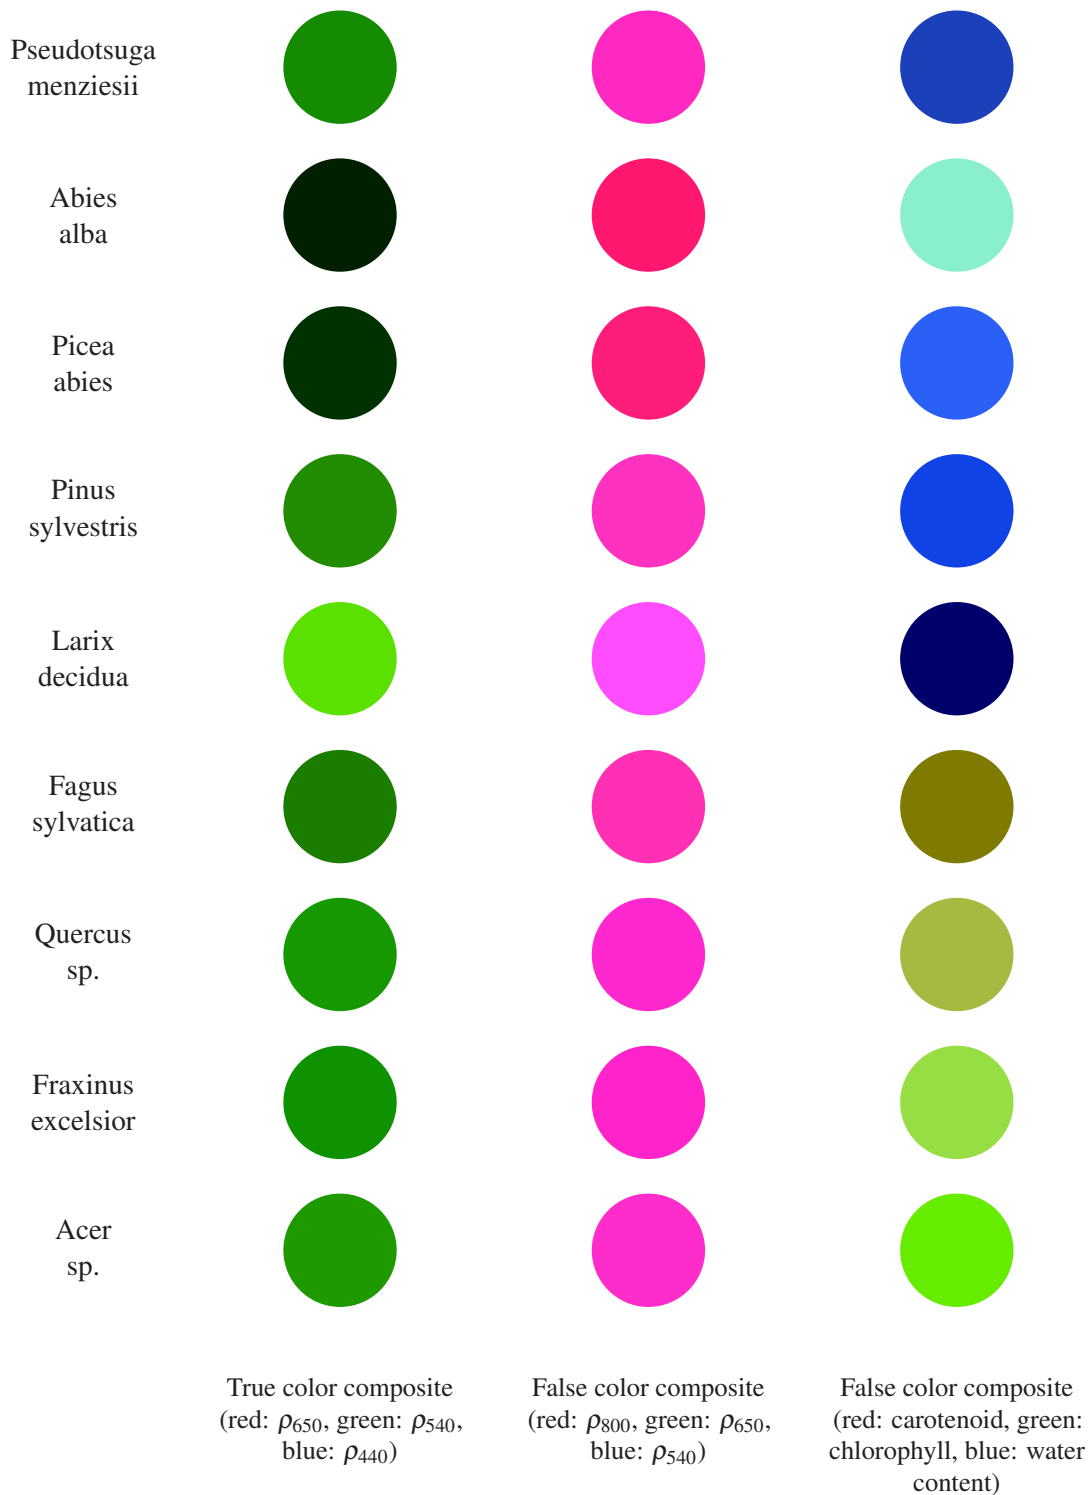 Pseudotsuga
menziesii
Abies
alba
Picea
abies
Pinus
sylvestris
Larix
decidua
Fagus
sylvatica
Quercus
sp.
Fraxinus
excelsior
Acer
sp.
True color composite
(red: ρ650, green: ρ540,
blue: ρ440)
False color composite
(red: ρ800, green: ρ650,
blue: ρ540)
False color composite
(red: carotenoid, green:
chlorophyll, blue: water
content)